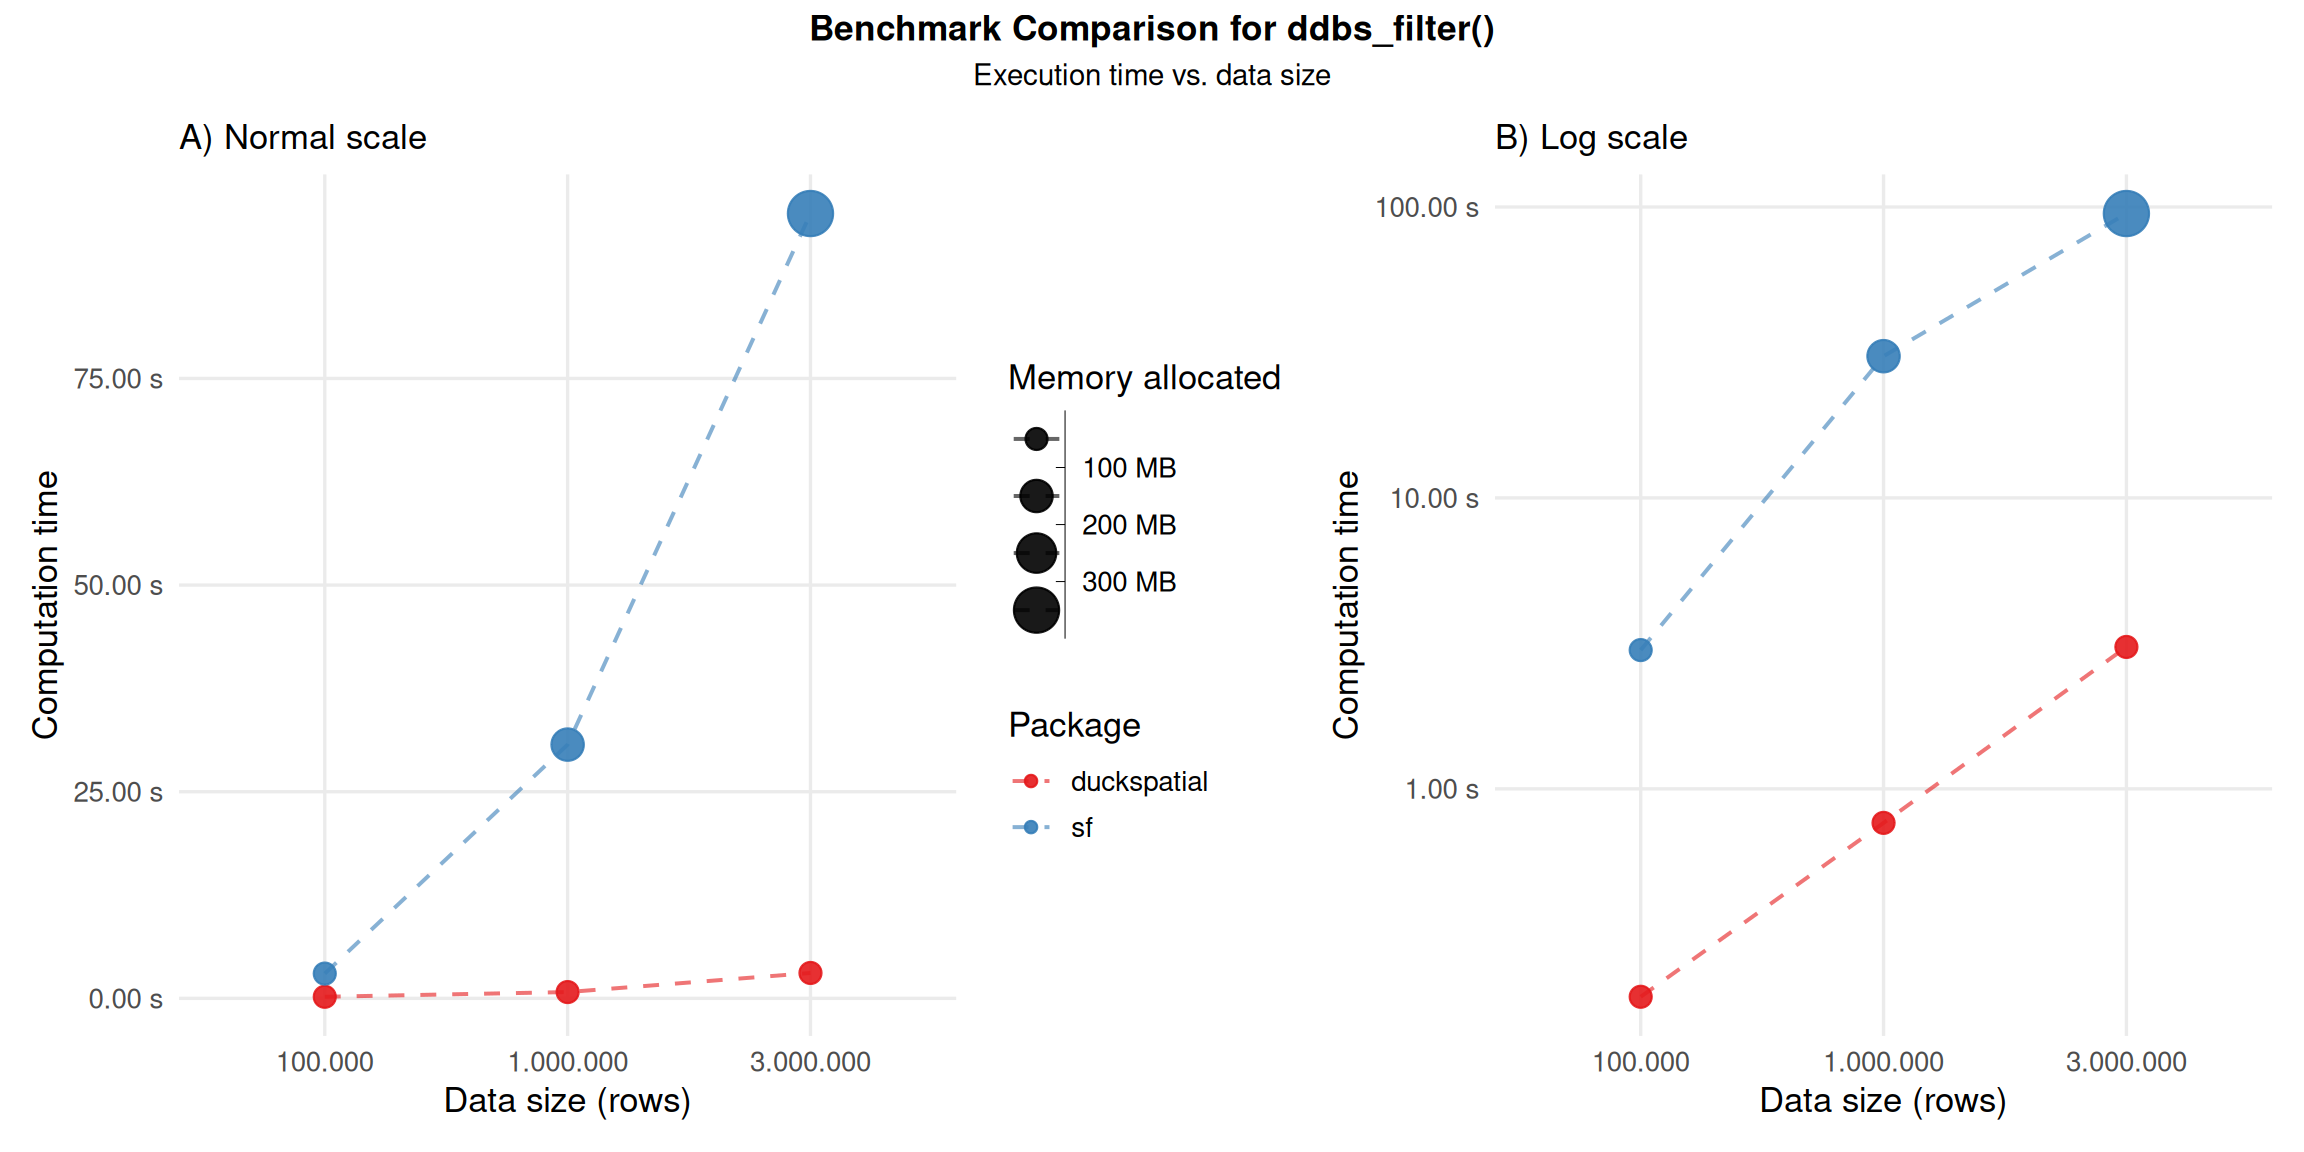 Benchmark Comparison for ddbs_filter()
Execution time vs. data size
A) Normal scale
Computation time
75.00 s
50.00 s
25.00 s
0.00 s
100.000
1.000.000
3.000.000
Data size (rows)
Memory allocated
100 MB
200 MB
300 MB
Package
duckspatial
sf
B) Log scale
Computation time
100.00 s
10.00 s
1.00 s
100.000
1.000.000
3.000.000
Data size (rows)